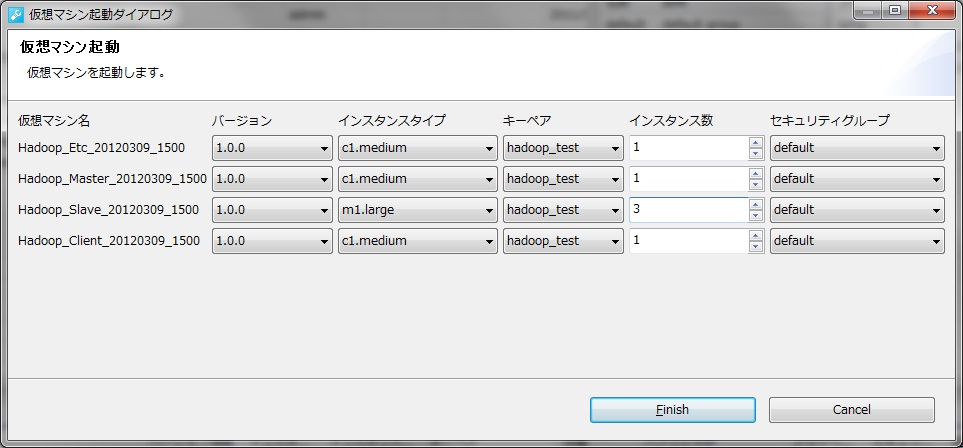 仮想マシン起動ダイアログ
仮想マシン起動
仮想マシンを起動します。
仮想マシン名 バージョン インスタンスタイプ キーペア インスタンス数 セキュリティグループ
Hadoop_Etc_20120309_1500 1.0.0 c1.medium hadoop_test 1 default
Hadoop_Master_20120309_1500 1.0.0 c1.medium hadoop_test 1 default
Hadoop_Slave_20120309_1500 1.0.0 m1.large hadoop_test 3 default
Hadoop_Client_20120309_1500 1.0.0 c1.medium hadoop_test 1 default
Finish Cancel